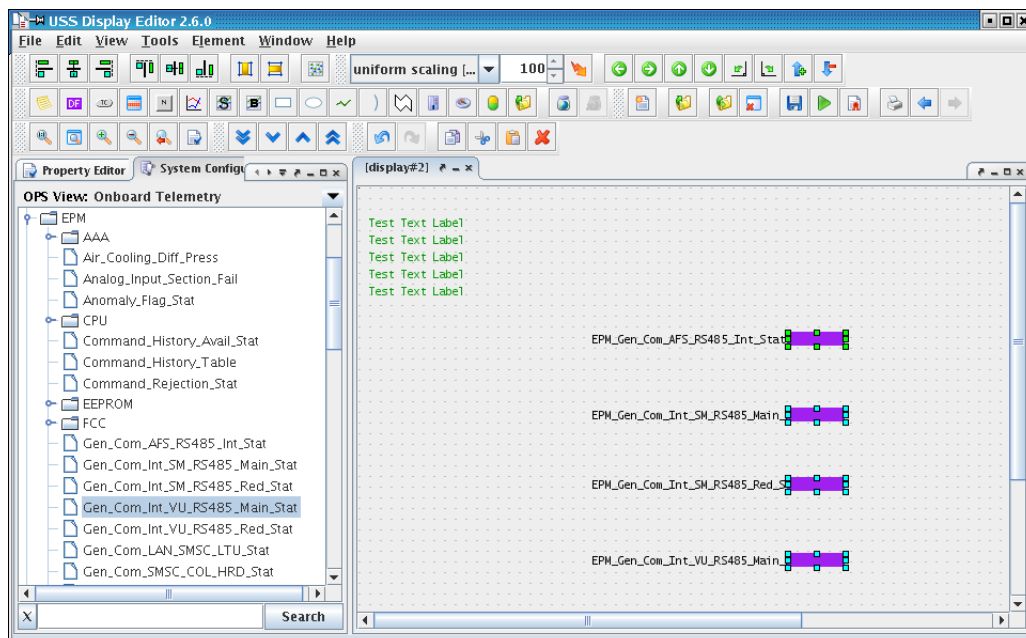 USS Display Editor 2.6.0
File Edit View Tools Element Window Help
uniform scaling [... 100
DF TC N S B
Property Editor System Configu
[display#2]
OPS View: Onboard Telemetry
EPM
AAA
Air_Cooling_Diff_Press
Analog_Input_Section_Fail
Anomaly_Flag_Stat
CPU
Command_History_Avail_Stat
Command_History_Table
Command_Rejection_Stat
EEPROM
FCC
Gen_Com_AFS_RS485_Int_Stat
Gen_Com_Int_SM_RS485_Main_Stat
Gen_Com_Int_SM_RS485_Red_Stat
Gen_Com_Int_VU_RS485_Main_Stat
Gen_Com_Int_VU_RS485_Red_Stat
Gen_Com_LAN_SMSC_LTU_Stat
Gen_Com_SMSC_COL_HRD_Stat
X Search
Test Text Label
Test Text Label
Test Text Label
Test Text Label
Test Text Label
EPM_Gen_Com_AFS_RS485_Int_Stat
EPM_Gen_Com_Int_SM_RS485_Main_
EPM_Gen_Com_Int_SM_RS485_Red_S
EPM_Gen_Com_Int_VU_RS485_Main_